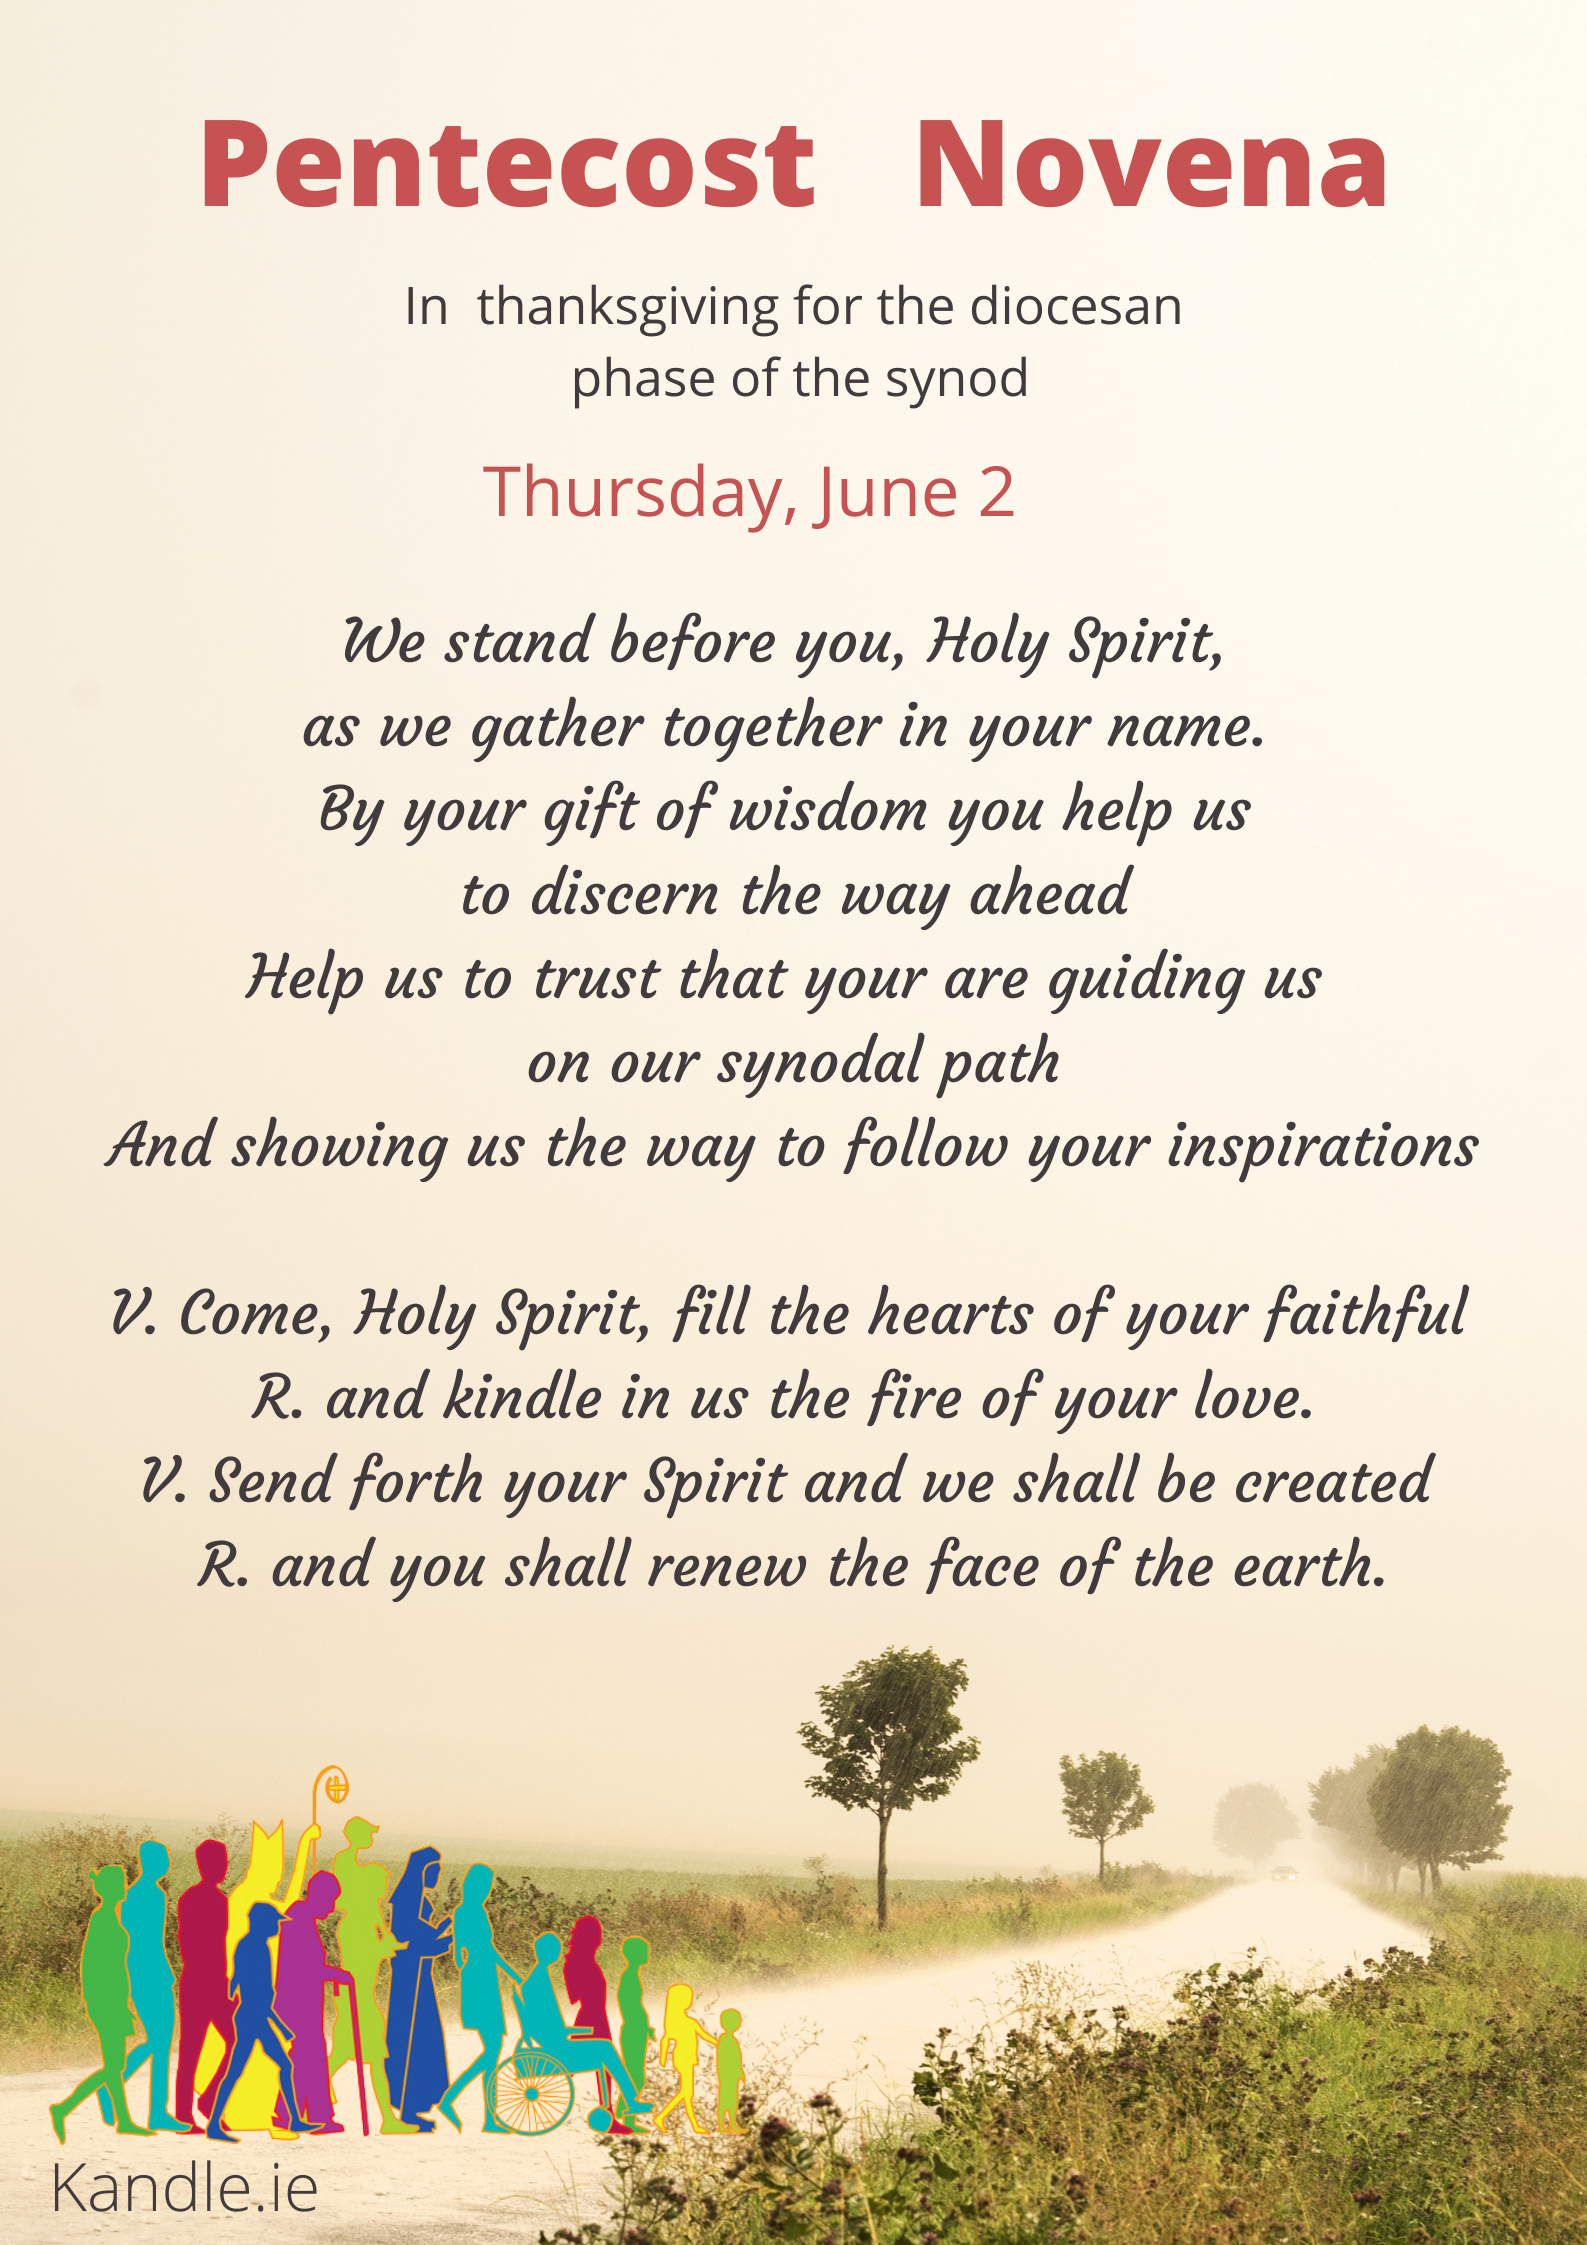 Pentecost Novena
In thanksgiving for the diocesan
phase of the synod
Thursday, June 2
We stand before you, Holy Spirit,
as we gather together in your name.
By your gift of wisdom you help us
to discern the way ahead
Help us to trust that your are guiding us
on our synodal path
And showing us the way to follow your inspirations
V. Come, Holy Spirit, fill the hearts of your faithful
R. and kindle in us the fire of your love.
V. Send forth your Spirit and we shall be created
R. and you shall renew the face of the earth.
Kandle.ie